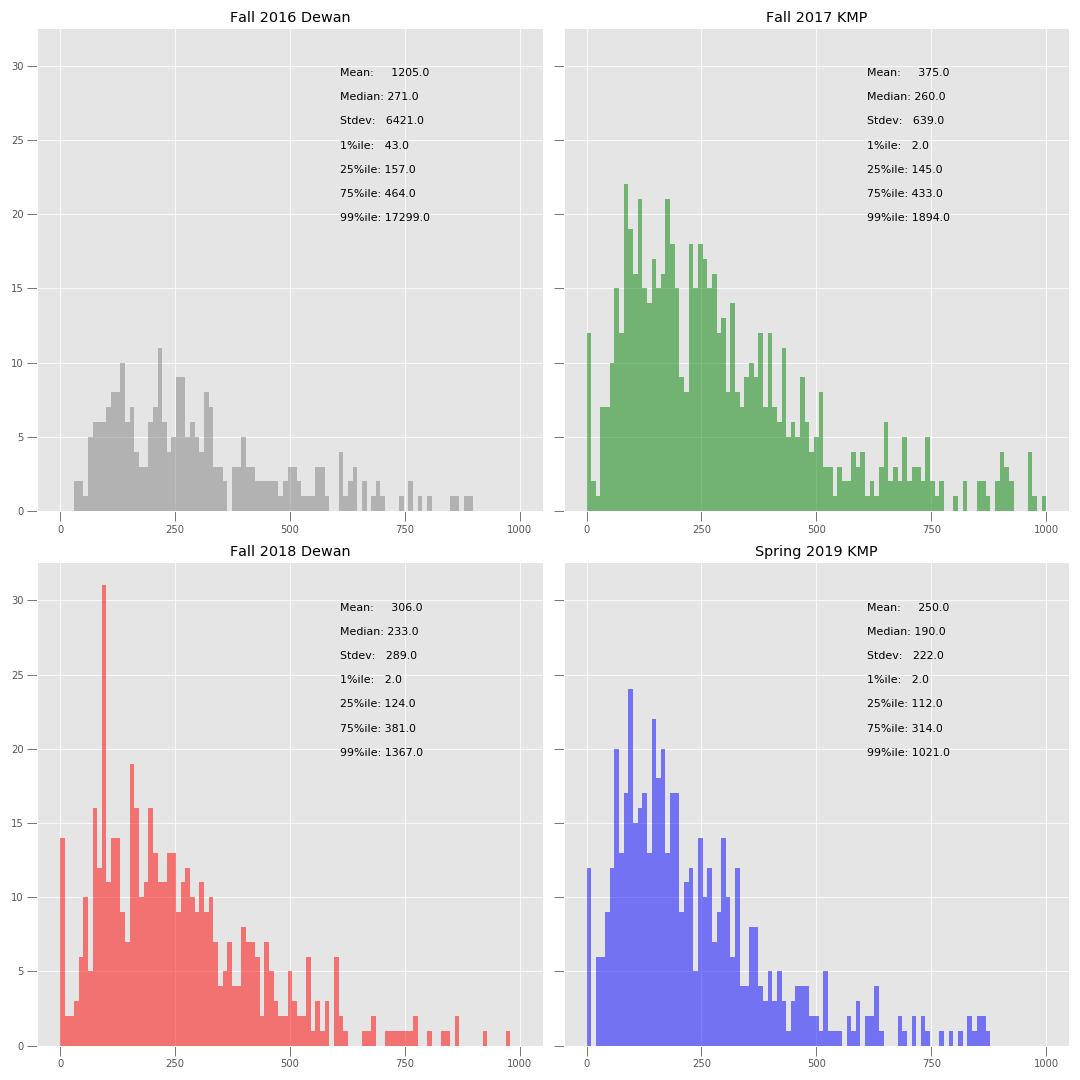 Fall 2016 Dewan
30
25
20
15
10
5
0
Mean: 1205.0
Median: 271.0
Stdev: 6421.0
1%ile: 43.0
25%ile: 157.0
75%ile: 464.0
99%ile: 17299.0
0 250 500 750 1000
Fall 2017 KMP
Mean: 375.0
Median: 260.0
Stdev: 639.0
1%ile: 2.0
25%ile: 145.0
75%ile: 433.0
99%ile: 1894.0
0 250 500 750 1000
Fall 2018 Dewan
30
25
20
15
10
5
0
Mean: 306.0
Median: 233.0
Stdev: 289.0
1%ile: 2.0
25%ile: 124.0
75%ile: 381.0
99%ile: 1367.0
0 250 500 750 1000
Spring 2019 KMP
Mean: 250.0
Median: 190.0
Stdev: 222.0
1%ile: 2.0
25%ile: 112.0
75%ile: 314.0
99%ile: 1021.0
0 250 500 750 1000